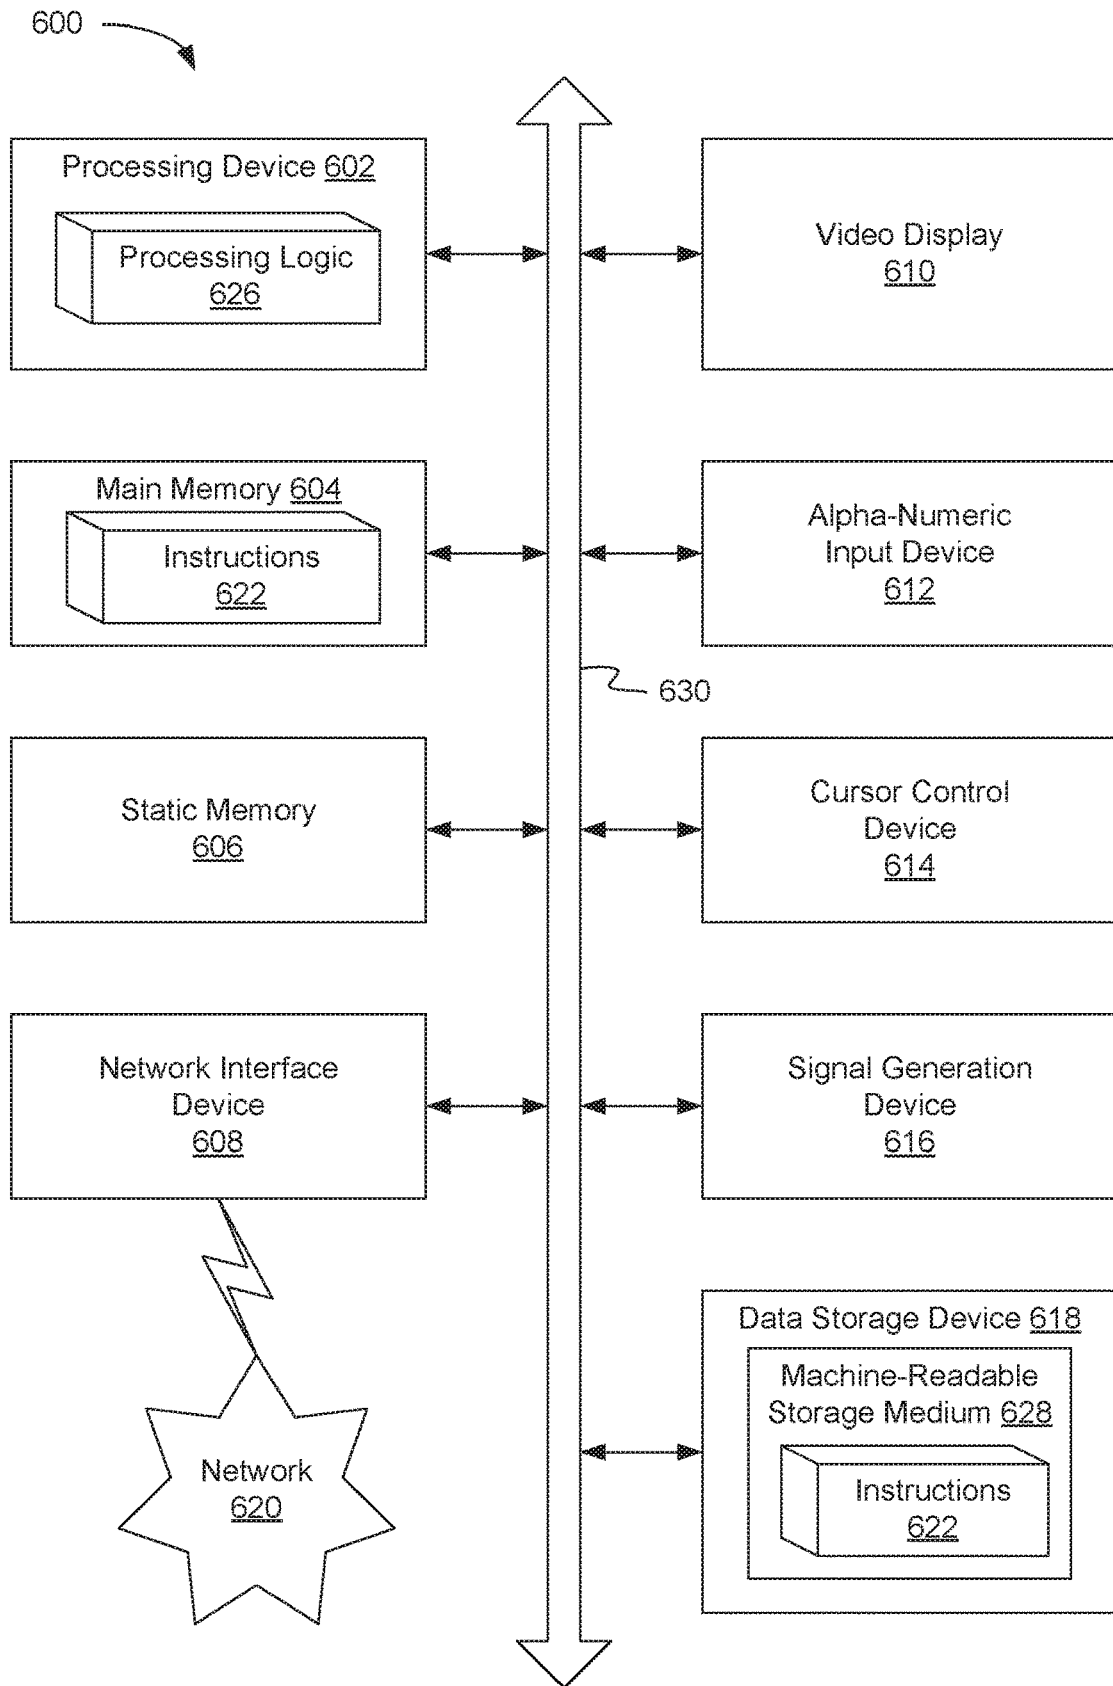 600
Processing Device 602
Processing Logic
626
Main Memory 604
Instructions
622
Static Memory
606
Network Interface
Device
608
Network
620
630
Video Display
610
Alpha-Numeric
Input Device
612
Cursor Control
Device
614
Signal Generation
Device
616
Data Storage Device 618
Machine-Readable
Storage Medium 628
Instructions
622